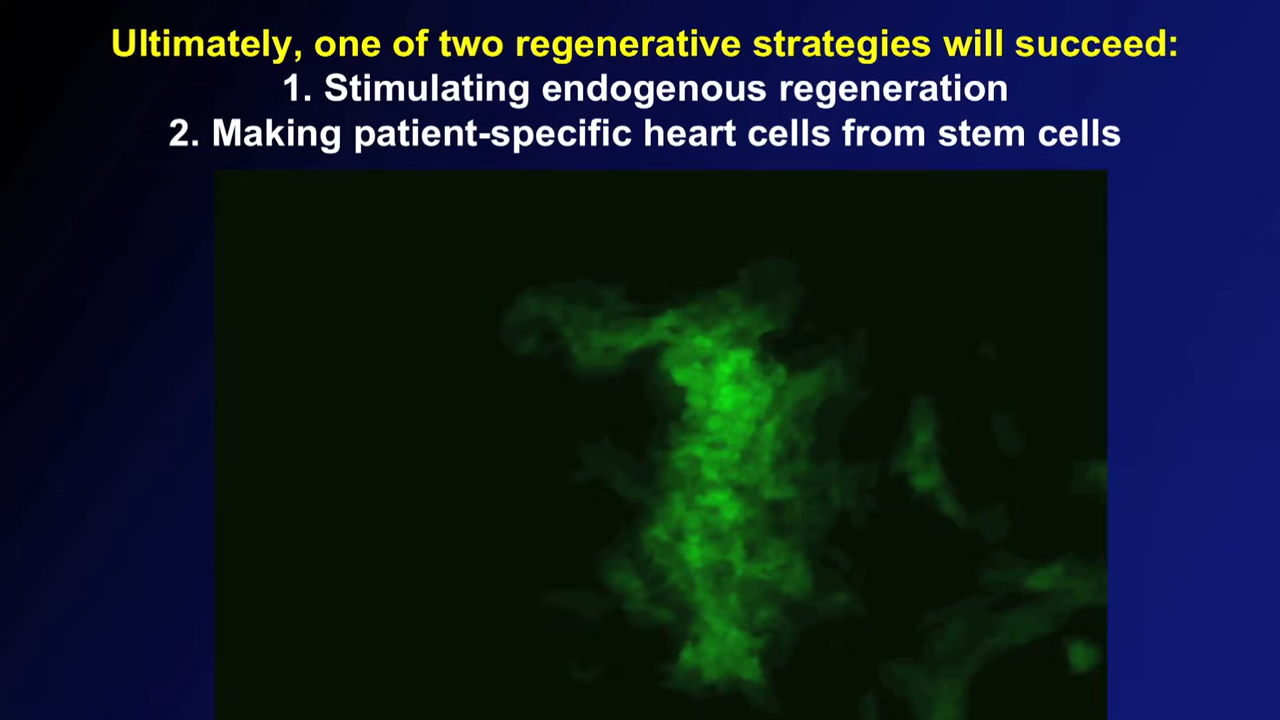 Ultimately, one of two regenerative strategies will succeed:
1. Stimulating endogenous regeneration
2. Making patient-specific heart cells from stem cells